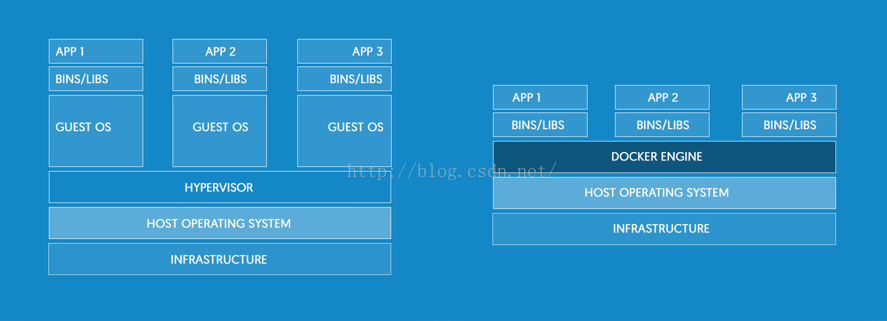 APP 1 APP 2 APP 3
BINS/LIBS BINS/LIBS BINS/LIBS
GUEST OS GUEST OS GUEST OS
HYPERVISOR
HOST OPERATING SYSTEM
INFRASTRUCTURE
APP 1 APP 2 APP 3
BINS/LIBS BINS/LIBS BINS/LIBS
DOCKER ENGINE
HOST OPERATING SYSTEM
INFRASTRUCTURE
http://blog.csdn.net/